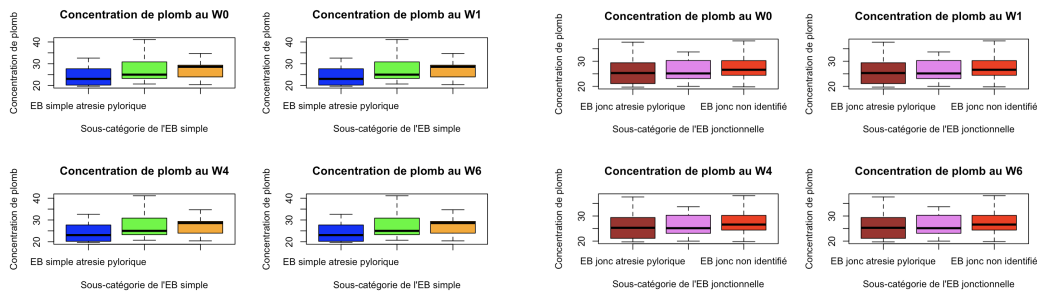 Concentration de plomb au W0
Concentration de plomb
20 30 40
EB simple atresie pylorique
Sous-catégorie de l'EB simple
Concentration de plomb au W1
Concentration de plomb
20 30 40
EB simple atresie pylorique
Sous-catégorie de l'EB simple
Concentration de plomb au W0
Concentration de plomb
20 30
EB jonc atresie pylorique EB jonc non identifié
Sous-catégorie de l'EB jonctionnelle
Concentration de plomb au W1
Concentration de plomb
20 30
EB jonc atresie pylorique EB jonc non identifié
Sous-catégorie de l'EB jonctionnelle
Concentration de plomb au W4
Concentration de plomb
20 30 40
EB simple atresie pylorique
Sous-catégorie de l'EB simple
Concentration de plomb au W6
Concentration de plomb
20 30 40
EB simple atresie pylorique
Sous-catégorie de l'EB simple
Concentration de plomb au W4
Concentration de plomb
20 30
EB jonc atresie pylorique EB jonc non identifié
Sous-catégorie de l'EB jonctionnelle
Concentration de plomb au W6
Concentration de plomb
20 30
EB jonc atresie pylorique EB jonc non identifié
Sous-catégorie de l'EB jonctionnelle